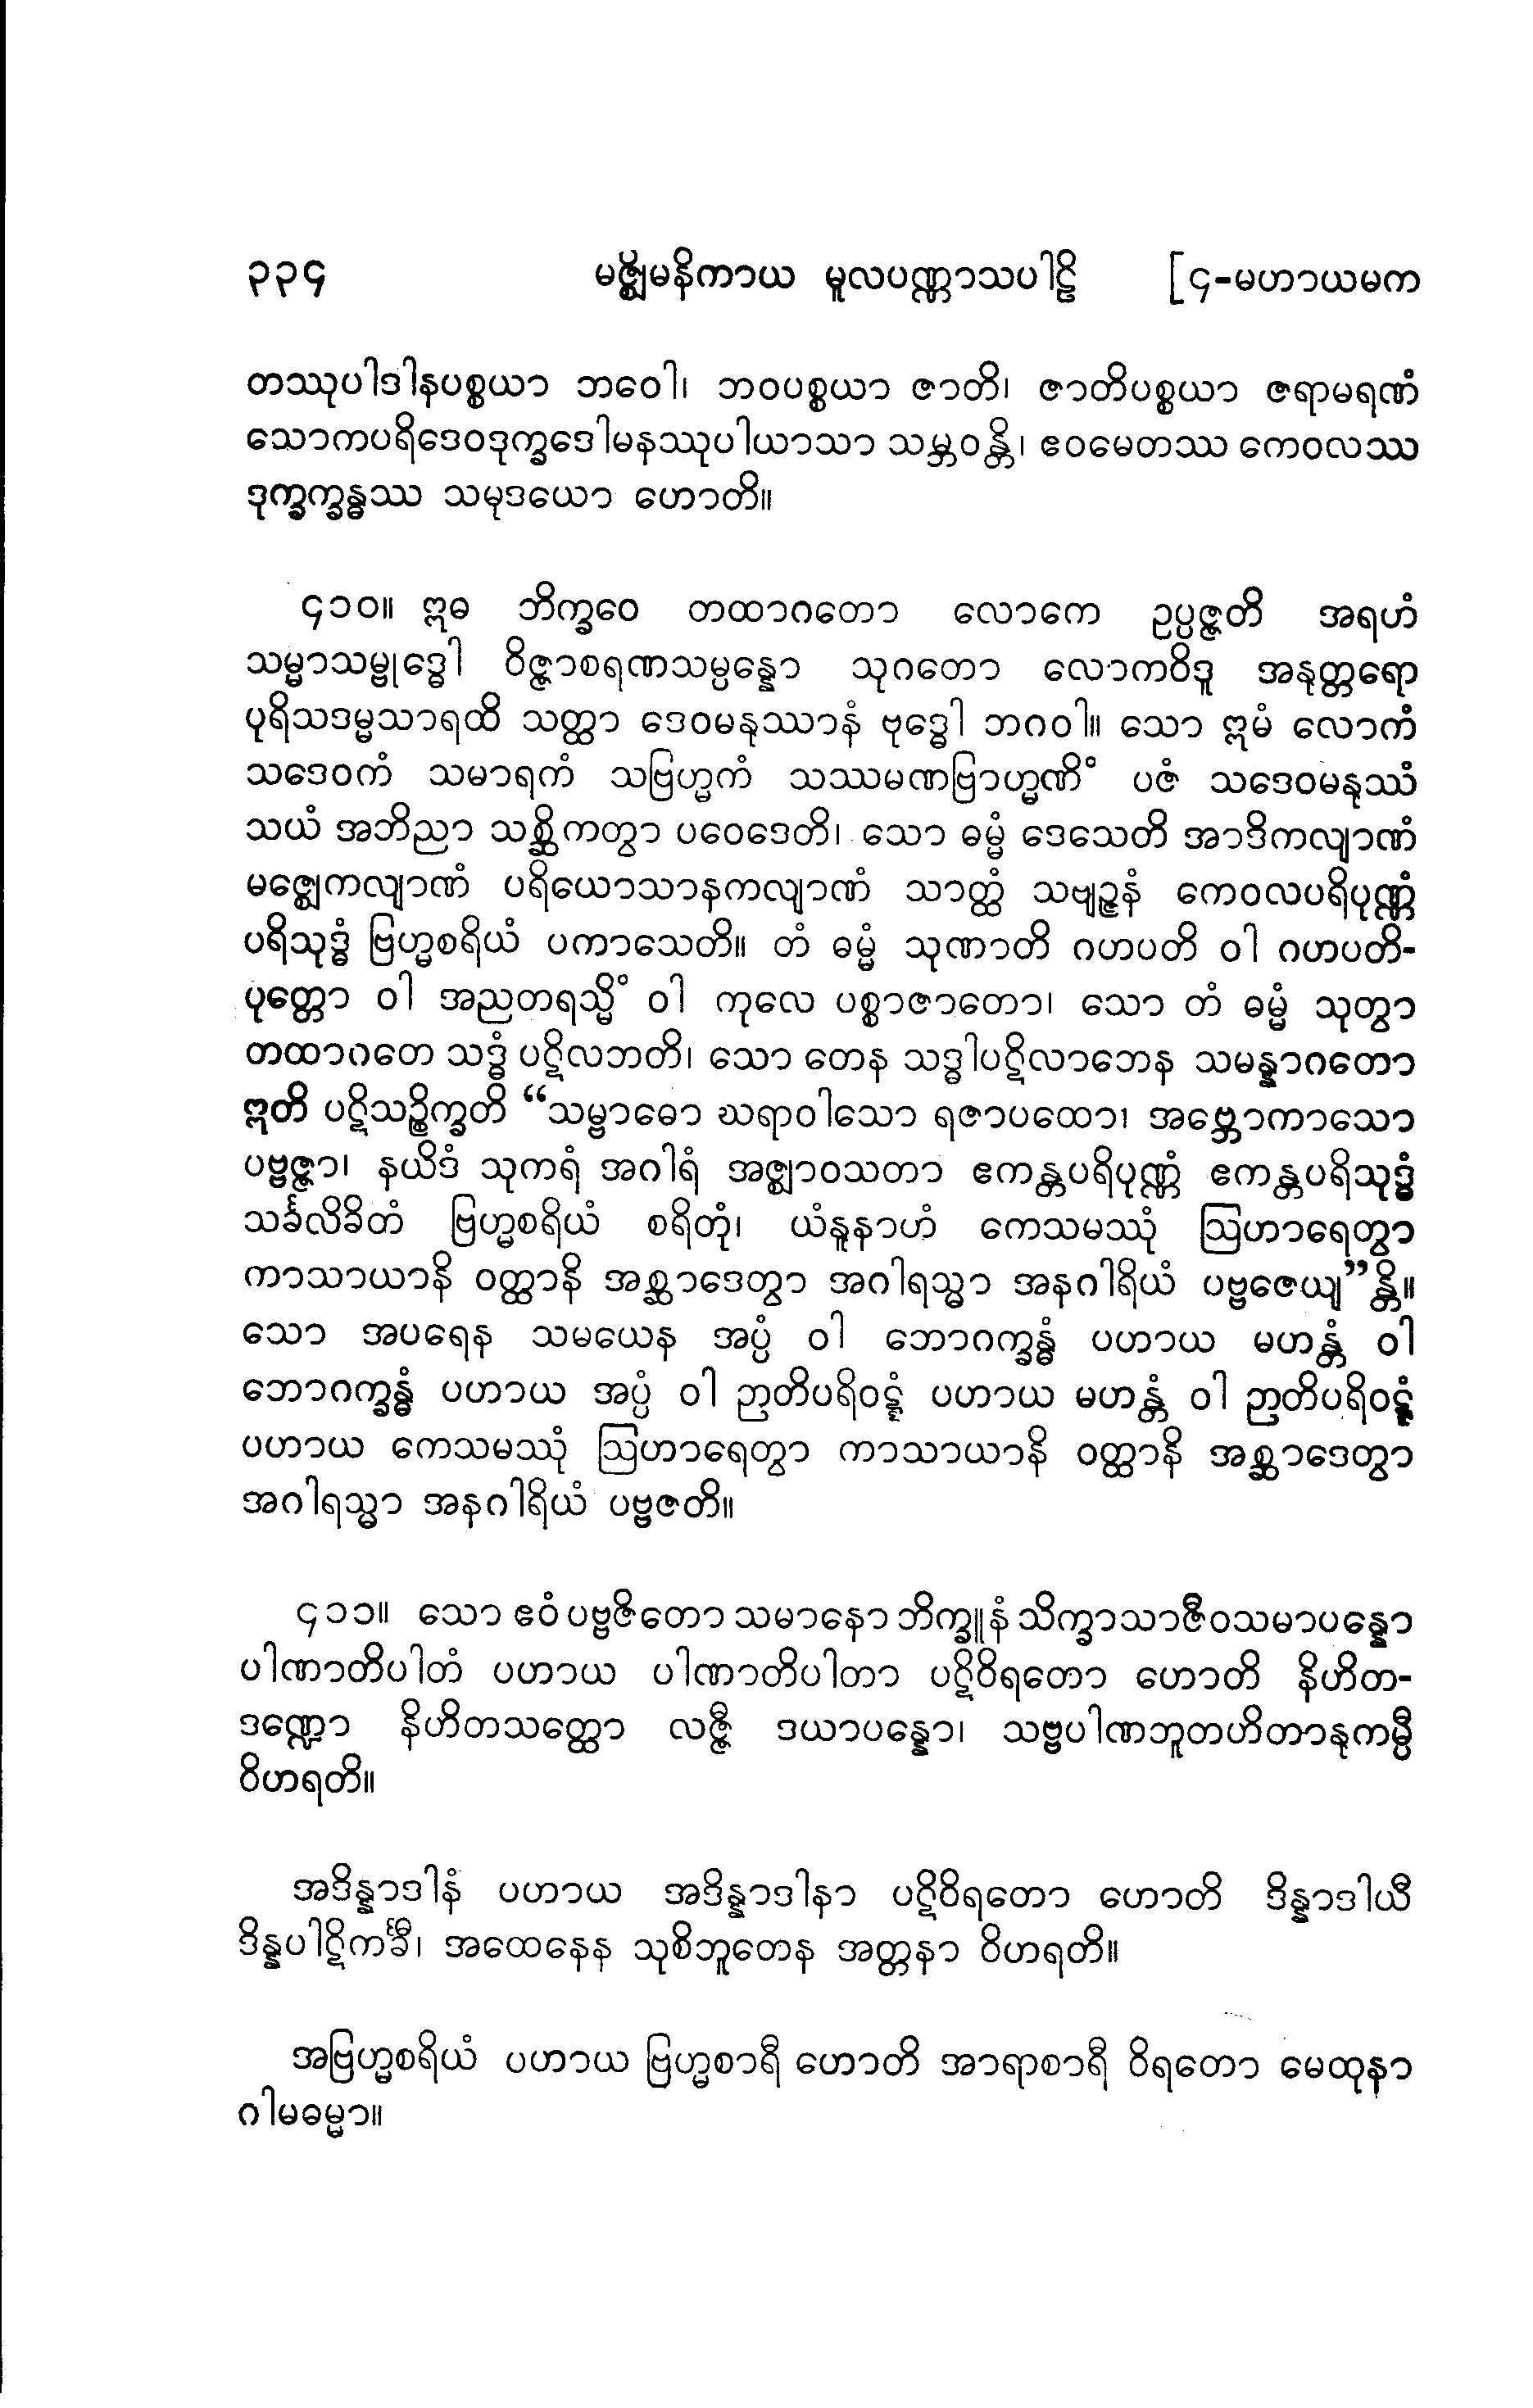 ၃၃၄ မဇ္ဈိမနိကာယ မူလပဏ္ဏာသပါဠိ [၄-မဟာယမက
တဿုပါဒါနပစ္စယာ ဘဝေါ၊ ဘဝပစ္စယာ ဇာတိ၊ ဇာတိပစ္စယာ ဇရာမရဏံ
သောကပရိဒေဝဒုက္ခဒေါမနဿုပါယာသာ သမ္ဘဝန္တိ၊ ဧဝမေတဿ ကေဝလဿ
ဒုက္ခက္ခန္ဓဿ သမုဒယော ဟောတိ။
၄၁၀။ ဣဓ ဘိက္ခဝေ တထာဂတော လောကေ ဥပ္ပဇ္ဇတိ အရဟံ
သမ္မာသမ္ဗုဒ္ဓေါ ဝိဇ္ဇာစရဏသမ္ပန္နော သုဂတော လောကဝိဒူ အနုတ္တရော
ပုရိသဒမ္မသာရထိ သတ္ထာ ဒေဝမနုဿာနံ ဗုဒ္ဓေါ ဘဂဝါ။ သော ဣမံ လောကံ
သဒေဝကံ သမာရကံ သဗြဟ္မကံ သဿမဏဗြာဟ္မဏိံ ပဇံ သဒေဝမနုဿံ
သယံ အဘိညာ သစ္ဆိကတွာ ပဝေဒေတိ၊ သော ဓမ္မံ ဒေသေတိ အာဒိကလျာဏံ
မဇ္ဈေကလျာဏံ ပရိယောသာနကလျာဏံ သာတ္ထံ သဗျဉ္ဇနံ ကေဝလပရိပုဏ္ဏံ
ပရိသုဒ္ဓံ ဗြဟ္မစရိယံ ပကာသေတိ။ တံ ဓမ္မံ သုဏာတိ ဂဟပတိ ဝါ ဂဟပတိ-
ပုတ္တော ဝါ အညတရသ္မိံ ဝါ ကုလေ ပစ္စာဇာတော၊ သော တံ ဓမ္မံ သုတွာ
တထာဂတေ သဒ္ဓံ ပဋိလဘတိ၊ သော တေန သဒ္ဓါပဋိလာဘေန သမန္နာဂတော
ဣတိ ပဋိသဉ္စိက္ခတိ “သမ္ဗာဓော ဃရာဝါသော ရဇာပထော၊ အဗ္ဘောကာသော
ပဗ္ဗဇ္ဇာ၊ နယိဒံ သုကရံ အဂါရံ အဇ္ဈာဝသတာ ဧကန္တပရိပုဏ္ဏံ ဧကန္တပရိသုဒ္ဓံ
သင်္ခလိခိတံ ဗြဟ္မစရိယံ စရိတုံ၊ ယံနူနာဟံ ကေသမဿုံ ဩဟာရေတွာ
ကာသာယာနိ ဝတ္ထာနိ အစ္ဆာဒေတွာ အဂါရသ္မာ အနဂါရိယံ ပဗ္ဗဇေယျ”န္တိ။
သော အပရေန သမယေန အပ္ပံ ဝါ ဘောဂက္ခန္ဓံ ပဟာယ မဟန္တံ ဝါ
ဘောဂက္ခန္ဓံ ပဟာယ အပ္ပံ ဝါ ဉာတိပရိဝဋ္ဋံ ပဟာယ မဟန္တံ ဝါ ဉာတိပရိဝဋ္ဋံ
ပဟာယ ကေသမဿုံ ဩဟာရေတွာ ကာသာယာနိ ဝတ္ထာနိ အစ္ဆာဒေတွာ
အဂါရသ္မာ အနဂါရိယံ ပဗ္ဗဇတိ။
၄၁၁။ သော ဧဝံ ပဗ္ဗဇိတော သမာနော ဘိက္ခူနံ သိက္ခာသာဇီဝသမာပန္နော
ပါဏာတိပါတံ ပဟာယ ပါဏာတိပါတာ ပဋိဝိရတော ဟောတိ နိဟိတ-
ဒဏ္ဍော နိဟိတသတ္ထော လဇ္ဇီ ဒယာပန္နော၊ သဗ္ဗပါဏဘူတဟိတာနုကမ္ပီ
ဝိဟရတိ။
အဒိန္နာဒါနံ ပဟာယ အဒိန္နာဒါနာ ပဋိဝိရတော ဟောတိ ဒိန္နာဒါယီ
ဒိန္နပါဋိကင်္ခီ၊ အထေနေန သုစိဘူတေန အတ္တနာ ဝိဟရတိ။
အဗြဟ္မစရိယံ ပဟာယ ဗြဟ္မစာရီ ဟောတိ အာရာစာရီ ဝိရတော မေထုနာ
ဂါမဓမ္မာ။